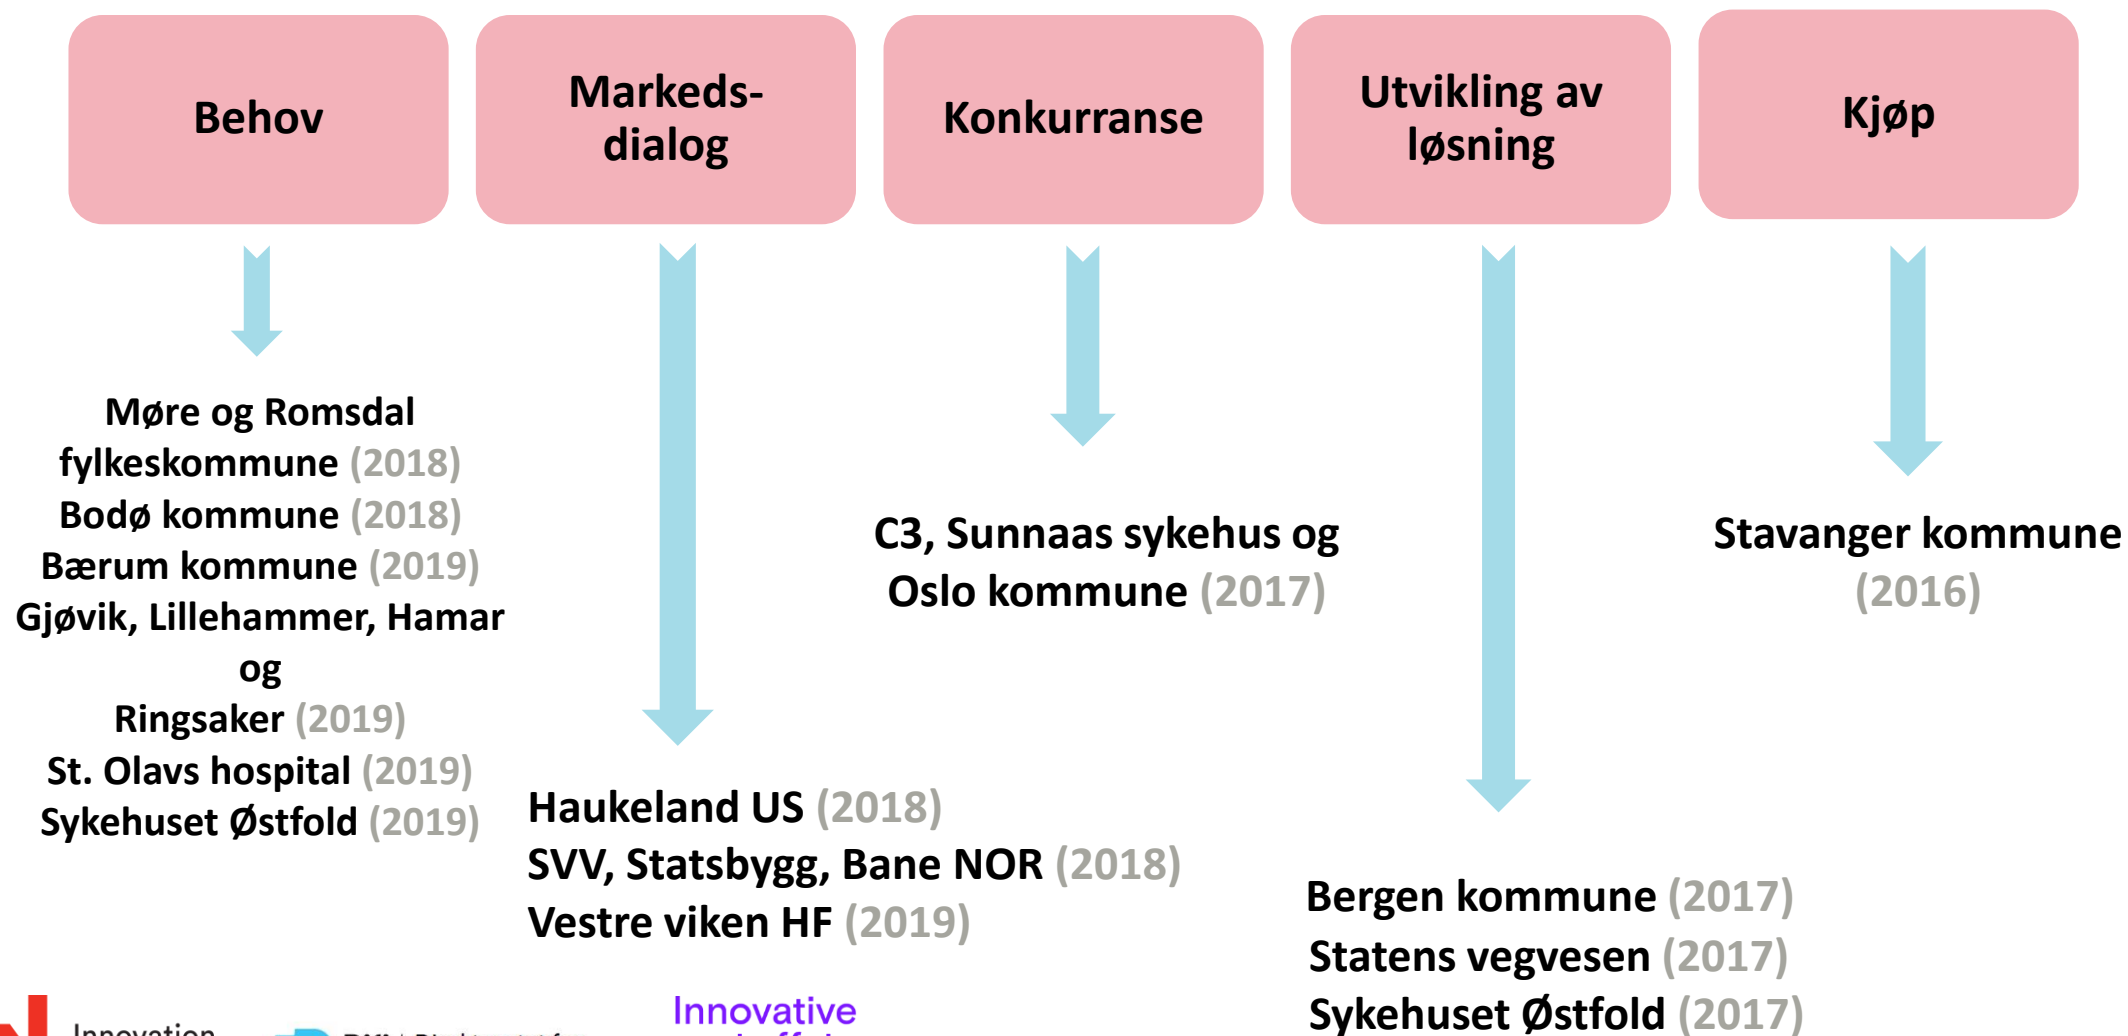 Behov
Markeds-
dialog
Konkurranse
Utvikling av
løsning
Kjøp
Møre og Romsdal
fylkeskommune (2018)
Bodø kommune (2018)
Bærum kommune (2019)
Gjøvik, Lillehammer, Hamar
og
Ringsaker (2019)
St. Olavs hospital (2019)
Sykehuset Østfold (2019)
Haukeland US (2018)
SVV, Statsbygg, Bane NOR (2018)
Vestre viken HF (2019)
C3, Sunnaas sykehus og
Oslo kommune (2017)
Bergen kommune (2017)
Statens vegvesen (2017)
Sykehuset Østfold (2017)
Stavanger kommune
(2016)
Innovation
Innovative